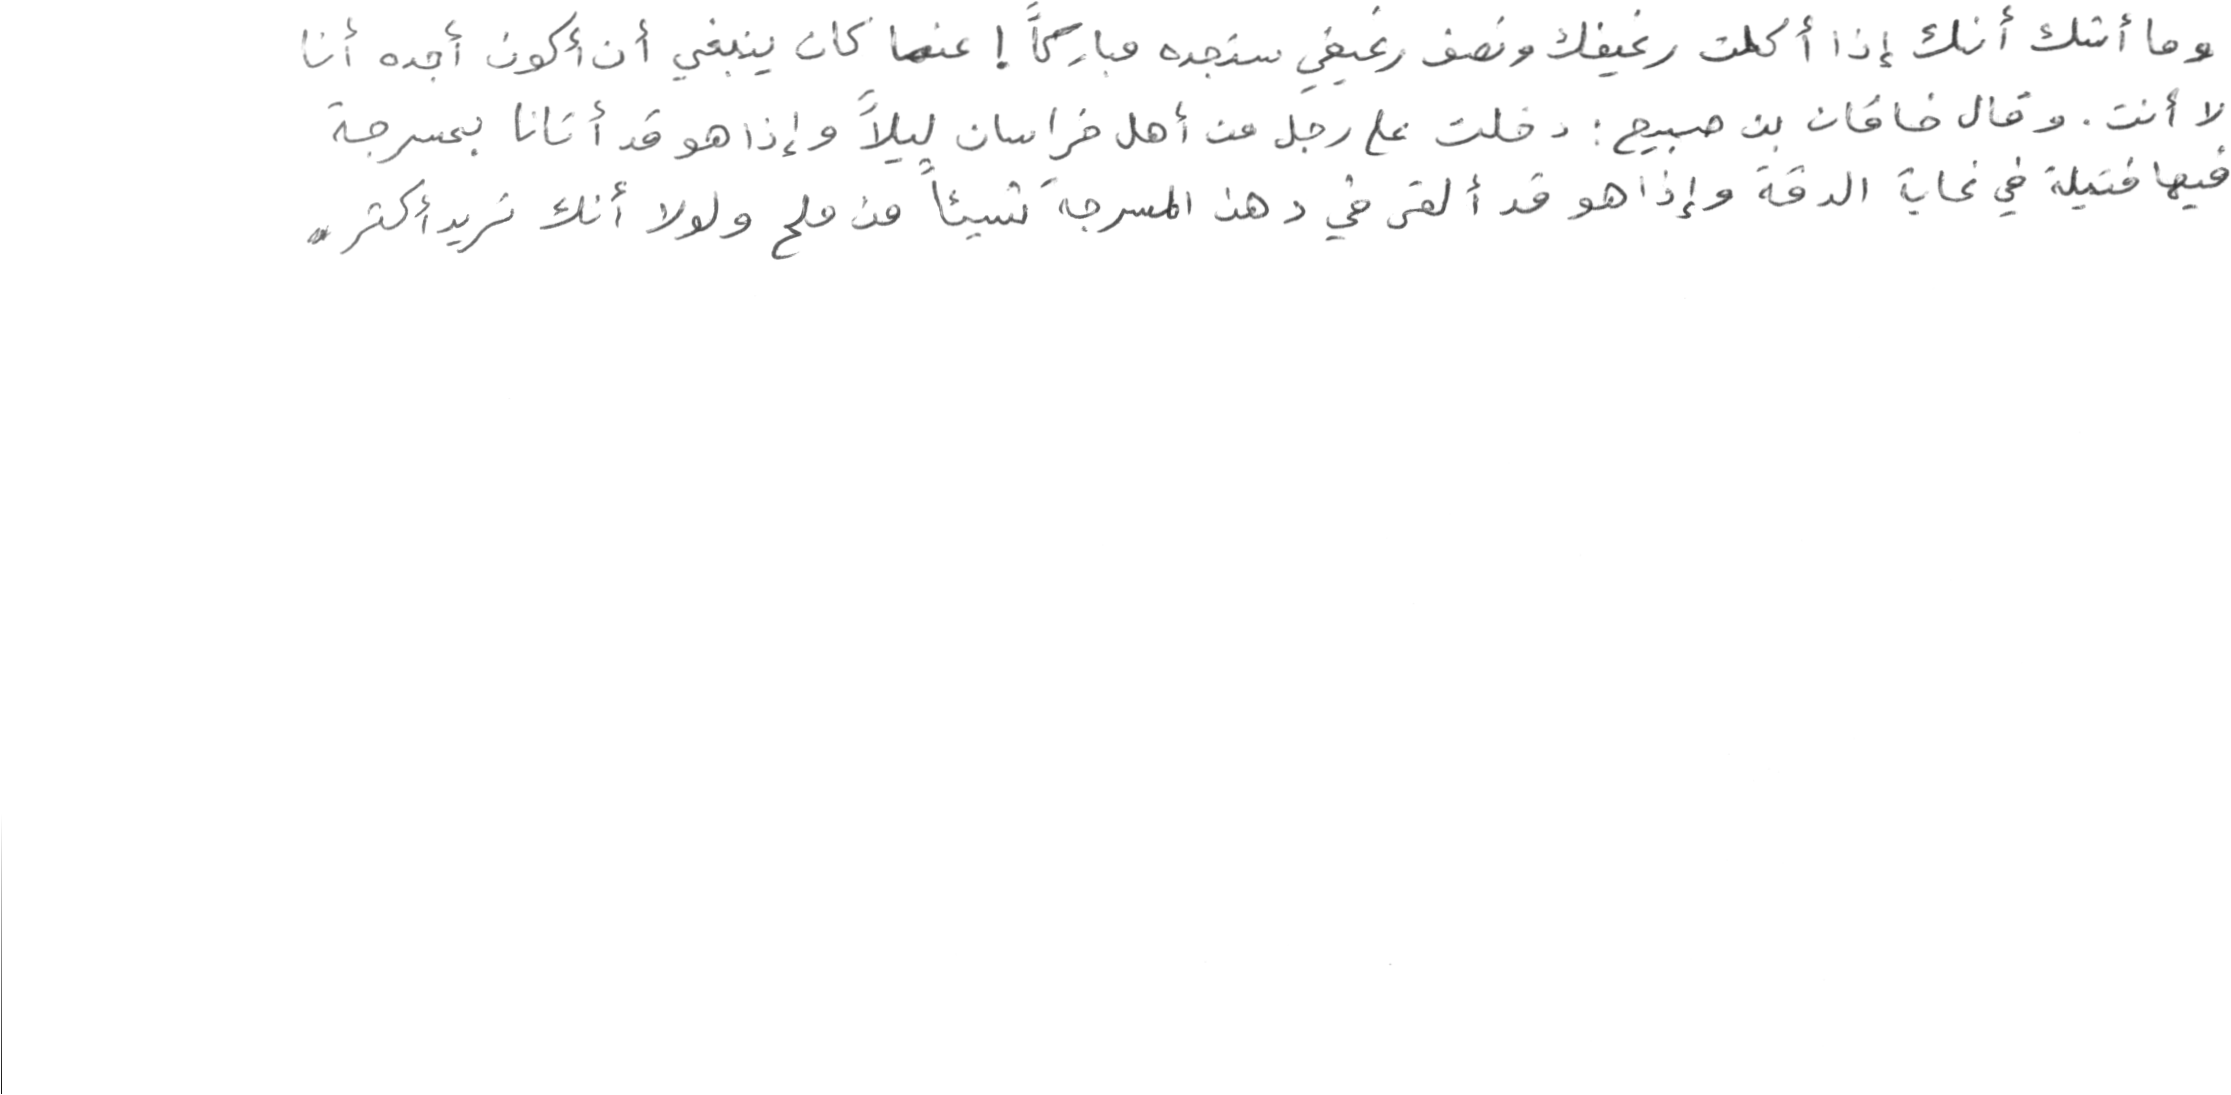 وما أشك أنك إذا أكلت رغيفك ونصف رغيفي ستجده مباركاً! عنما كان ينبغي أن أكون أجده أنا
لا أنت. وقال خاقان بن صبيح: دخلت على رجل من أهل خراسان ليلاً وإذا هو قد أتانا بمسرجة
فيها فتيلة في غاية الدقة وإذا هو قد ألقى في دهن المسرجة شيئاً من ملح ولولا أنك تريد أكثر